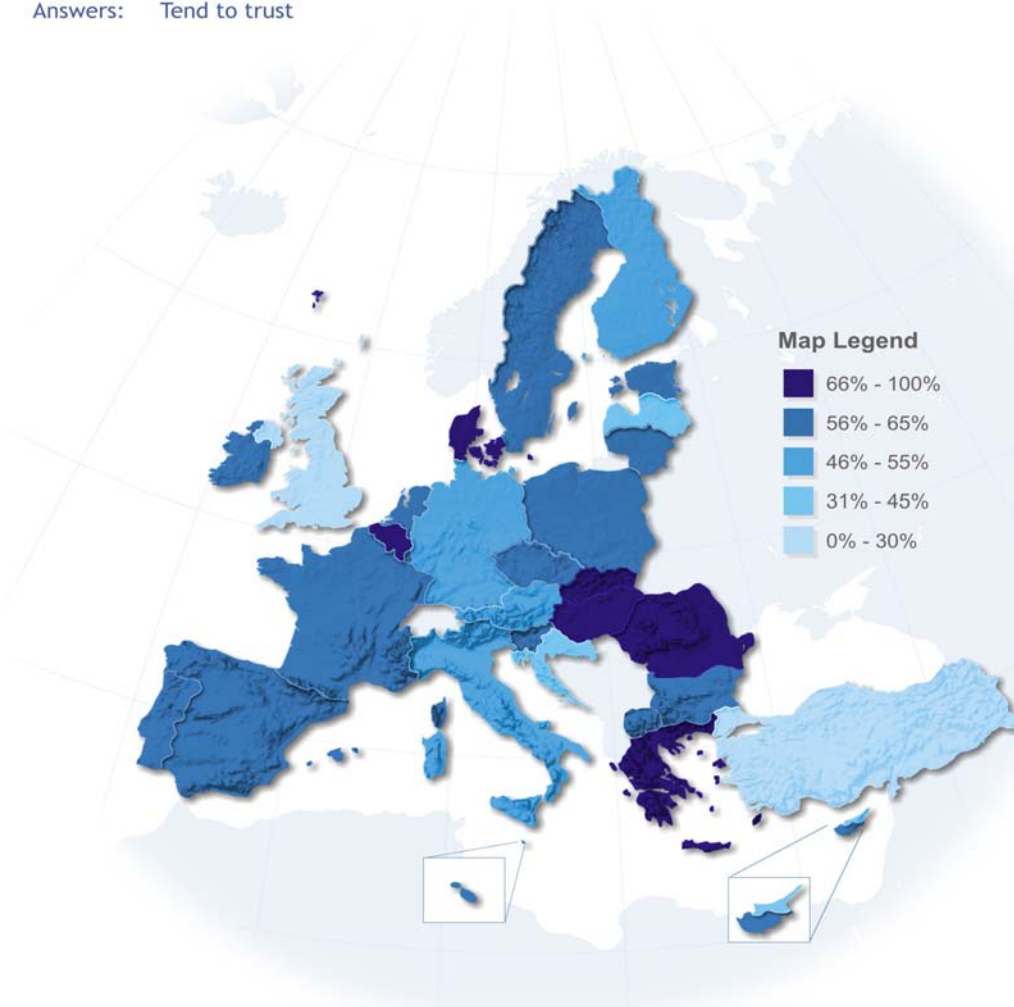 Answers: Tend to trust
Map Legend
66% - 100%
56% - 65%
46% - 55%
31% - 45%
0% - 30%